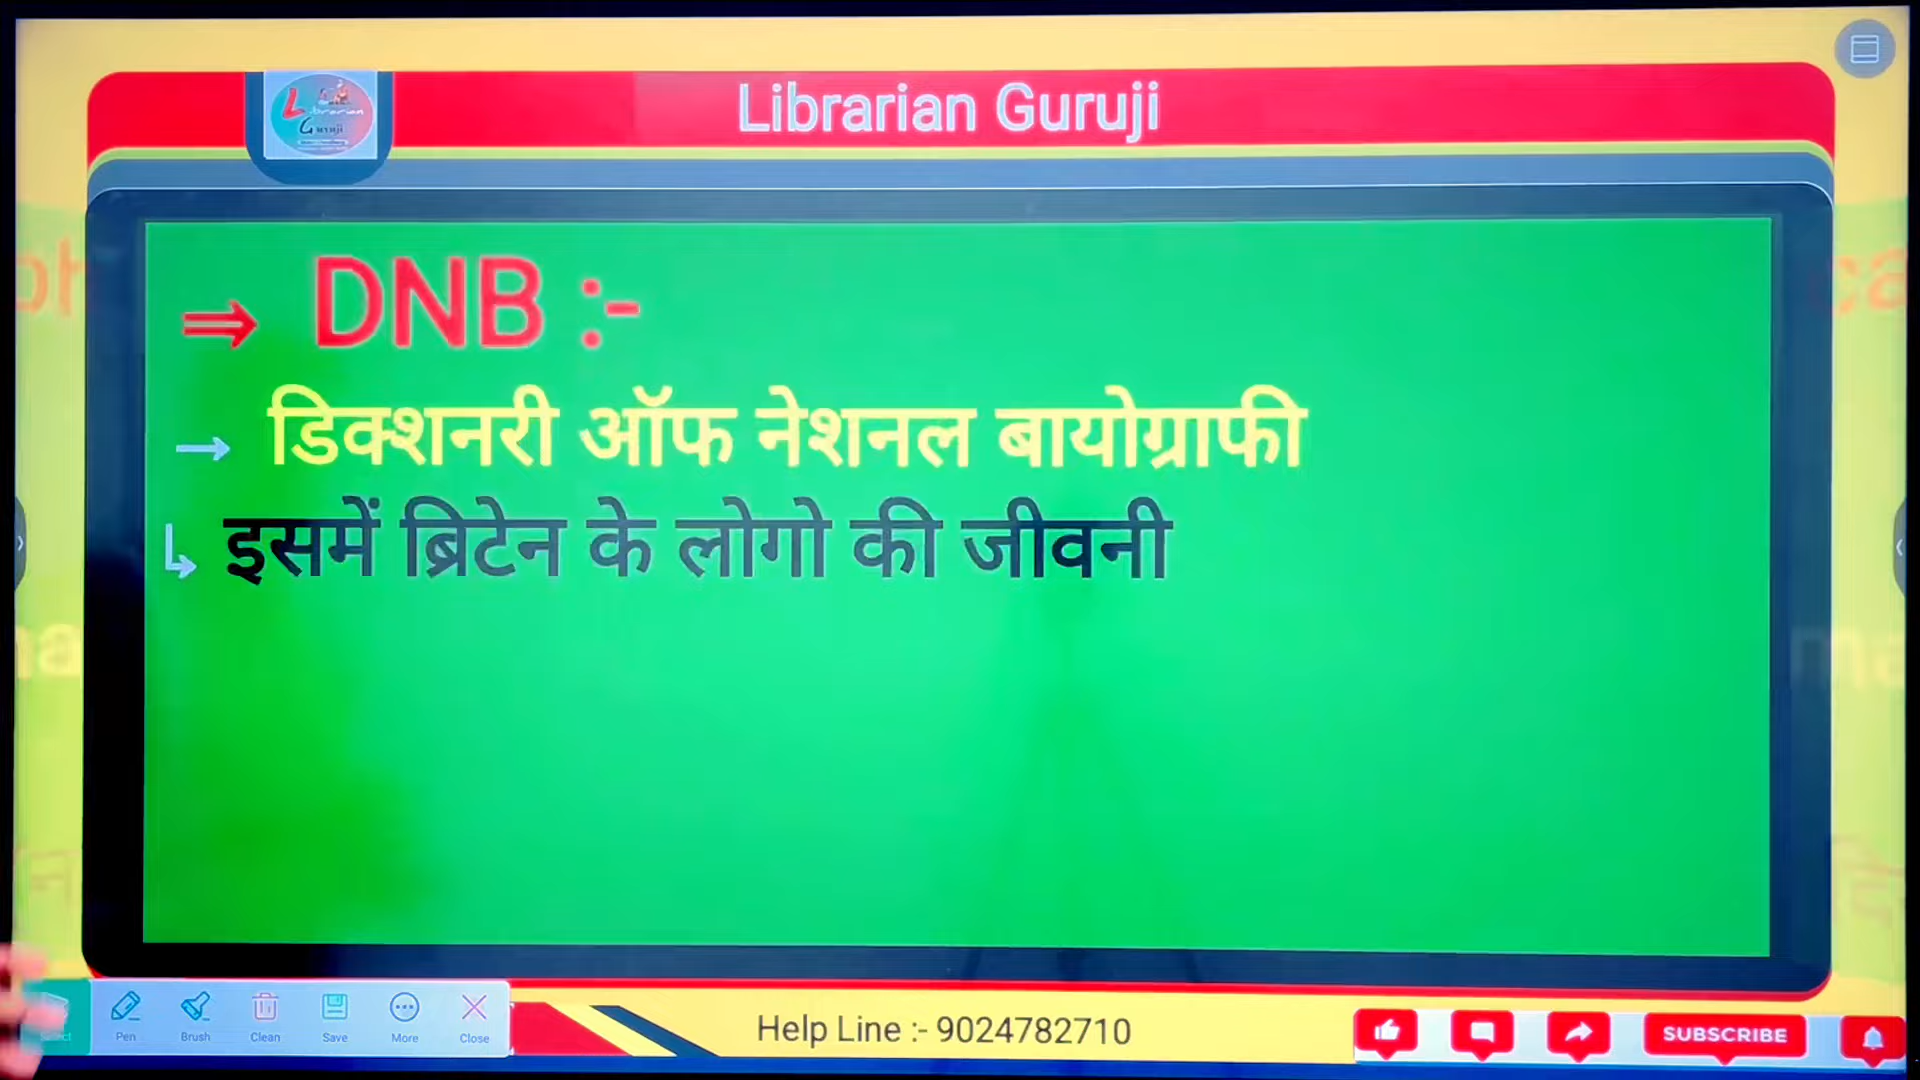 Librarian Guruji
⇒ DNB :-
→ डिक्शनरी ऑफ नेशनल बायोग्राफी
↳ इसमें ब्रिटेन के लोगो की जीवनी
Pen Brush Clean Save More Close
Help Line :- 9024782710
SUBSCRIBE